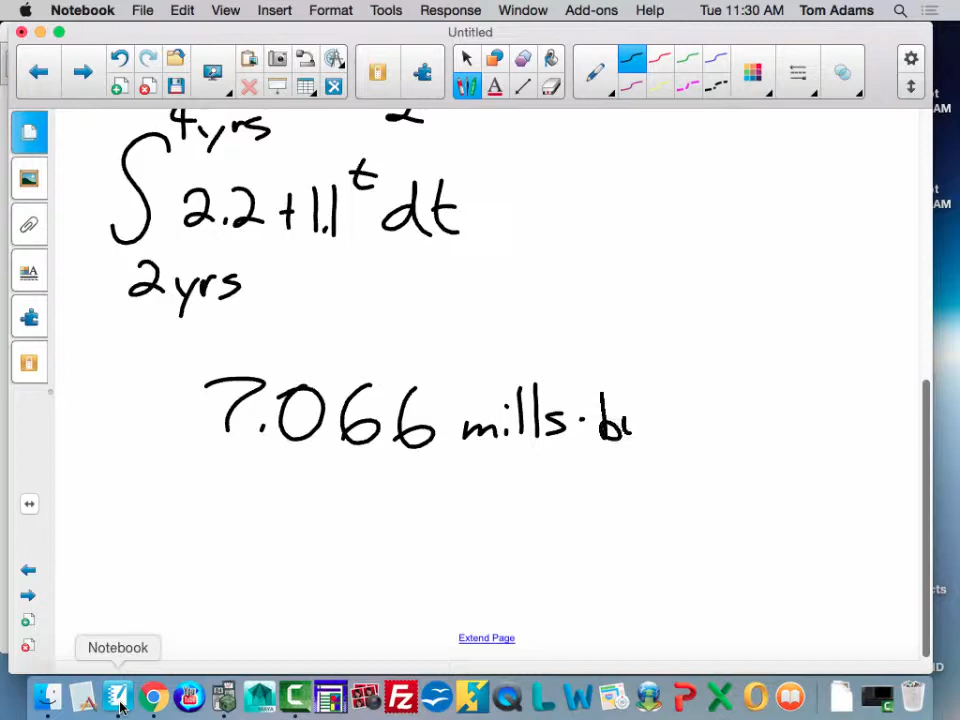 Notebook File Edit View Insert Format Tools Response Window Add-ons Help Tue 11:30 AM Tom Adams
Untitled
4yrs
∫ 2.2 + 1.1^t dt
2yrs
7.066 mills · bu
Extend Page
Notebook